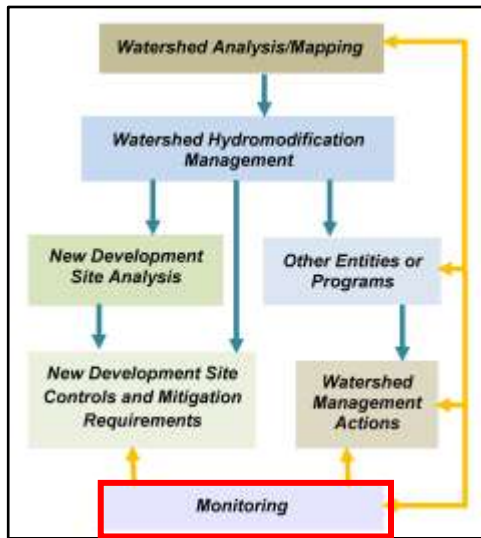 Watershed Analysis/Mapping
Watershed Hydromodification
Management
New Development
Site Analysis
Other Entities or
Programs
New Development Site
Controls and Mitigation
Requirements
Watershed
Management
Actions
Monitoring